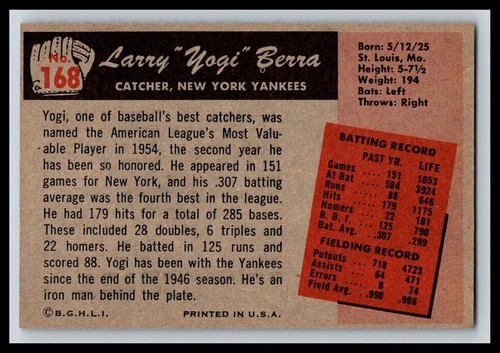 No.
168
Larry "Yogi" Berra
CATCHER, NEW YORK YANKEES
Born: 5/12/25
St. Louis, Mo.
Height: 5-7½
Weight: 194
Bats: Left
Throws: Right
Yogi, one of baseball's best catchers, was
named the American League's Most Valu-
able Player in 1954, the second year he
has been so honored. He appeared in 151
games for New York, and his .307 batting
average was the fourth best in the league.
He had 179 hits for a total of 285 bases.
These included 28 doubles, 6 triples and
22 homers. He batted in 125 runs and
scored 88. Yogi has been with the Yankees
since the end of the 1946 season. He's an
iron man behind the plate.
©B.G.H.L.I. PRINTED IN U.S.A.
BATTING RECORD
PAST YR. LIFE
Games ... 151 1053
At Bat ... 584 3924
Runs ... 88 646
Hits ... 179 1175
Homers ... 22 141
R. B. I. ... 125 790
Bat. Avg. .307 .299
FIELDING RECORD
Putouts ... 718 4723
Assists ... 64 471
Errors ... 8 74
Field Avg. .990 .986